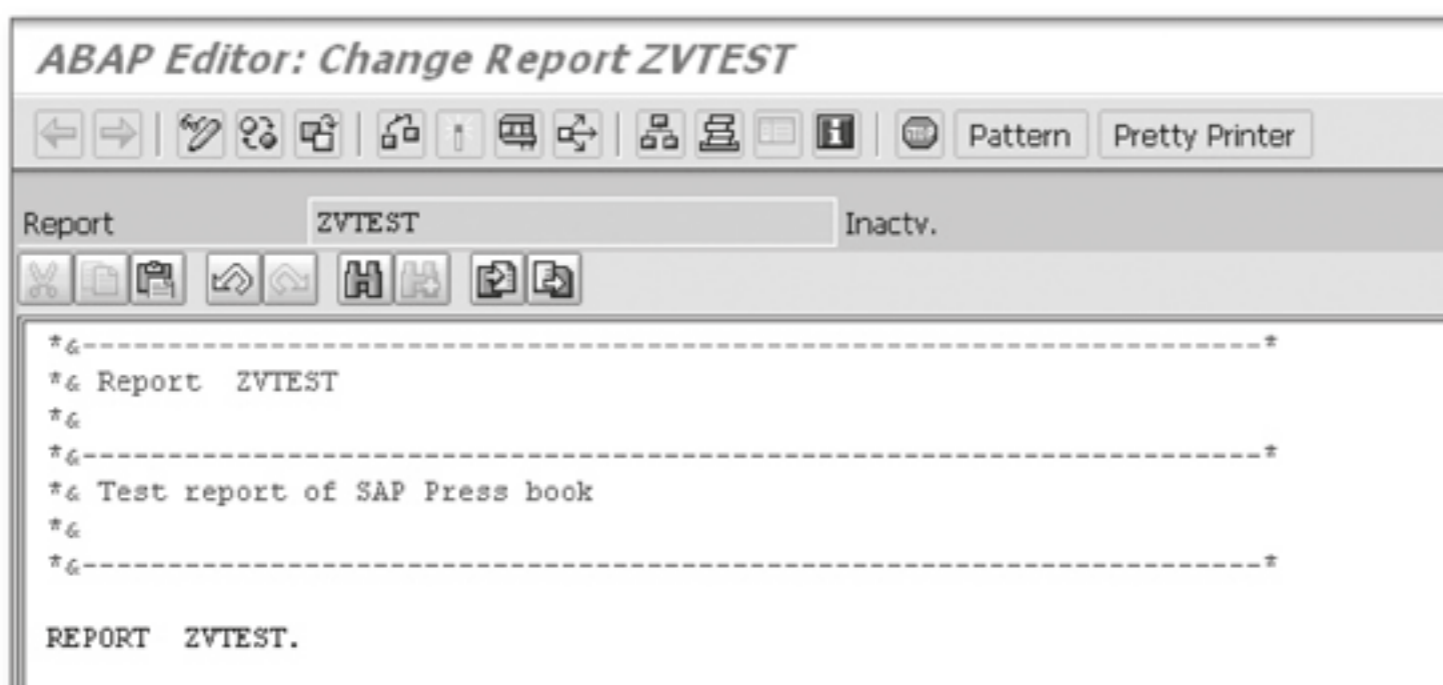 ABAP Editor: Change Report ZVTEST
Pattern Pretty Printer
Report ZVTEST Inactv.
*&---------------------------------------------------------------------*
*& Report  ZVTEST
*&
*&---------------------------------------------------------------------*
*& Test report of SAP Press book
*&
*&---------------------------------------------------------------------*
REPORT  ZVTEST.